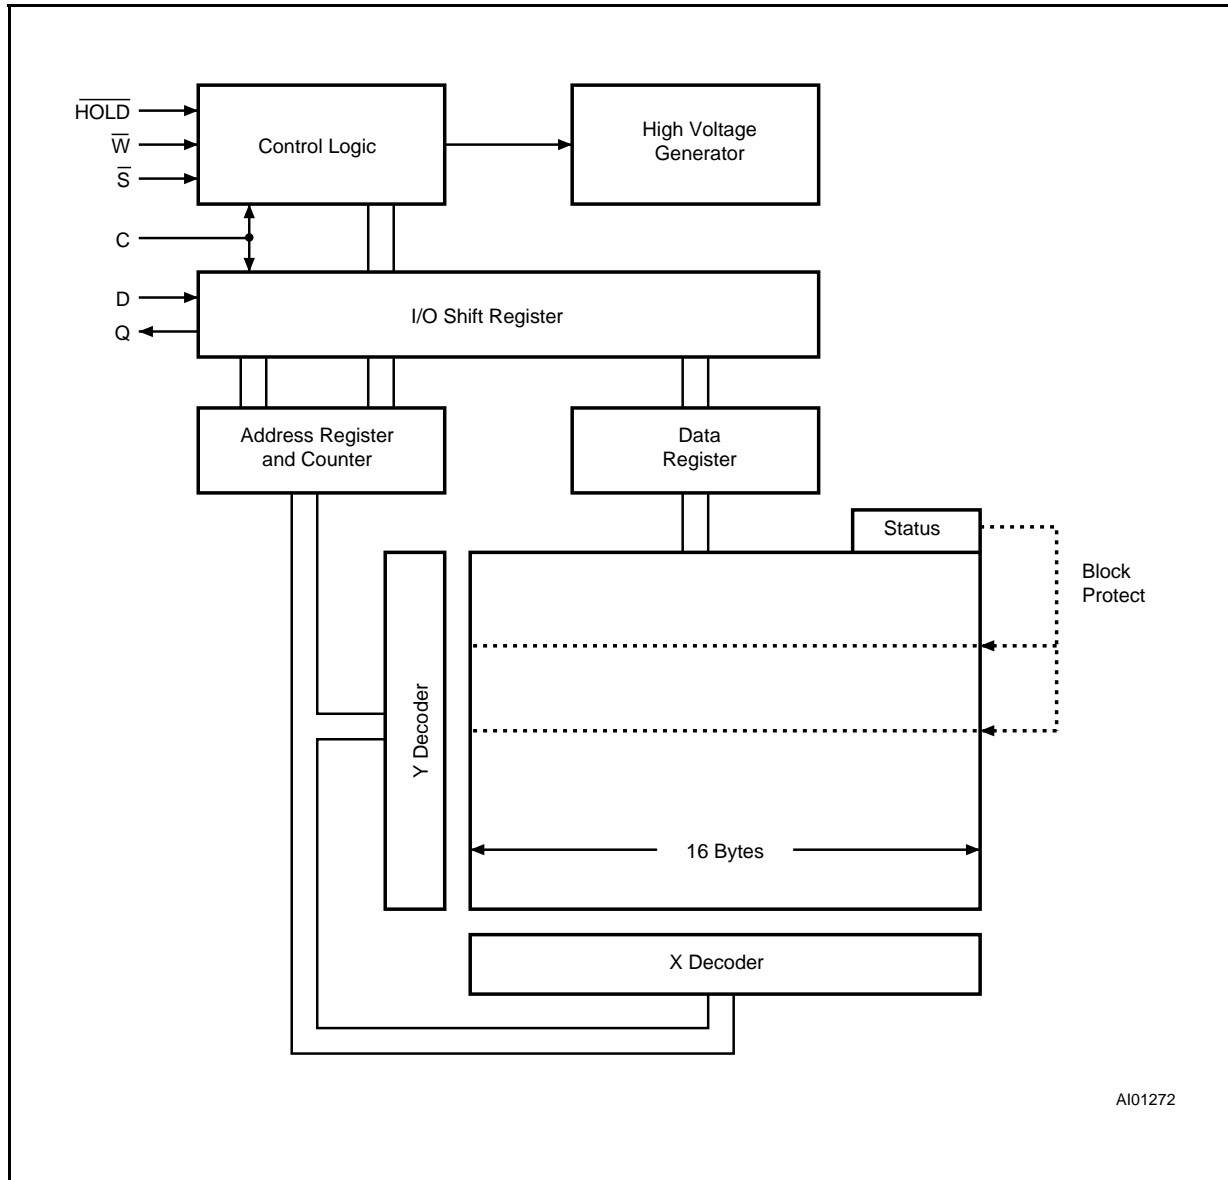 HOLD
W
S
Control Logic
High Voltage
Generator
C
D
Q
I/O Shift Register
Address Register
and Counter
Data
Register
Status
Block
Protect
Y Decoder
16 Bytes
X Decoder
AI01272